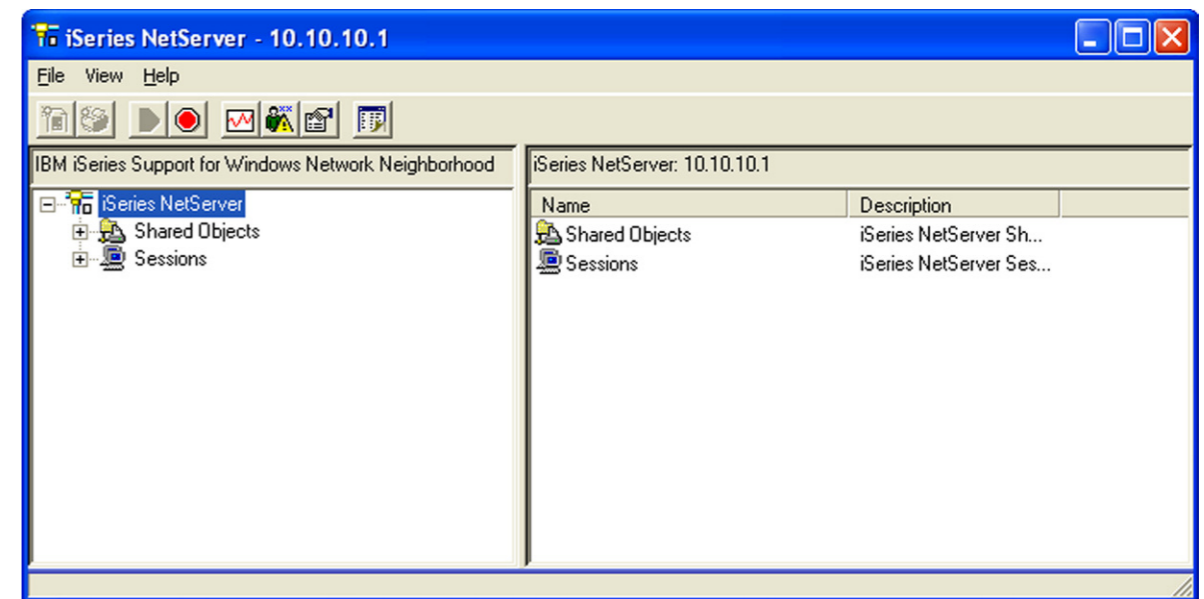 iSeries NetServer - 10.10.10.1
File View Help
IBM iSeries Support for Windows Network Neighborhood
iSeries NetServer: 10.10.10.1
iSeries NetServer
Shared Objects
Sessions
Name Description
Shared Objects iSeries NetServer Sh...
Sessions iSeries NetServer Ses...